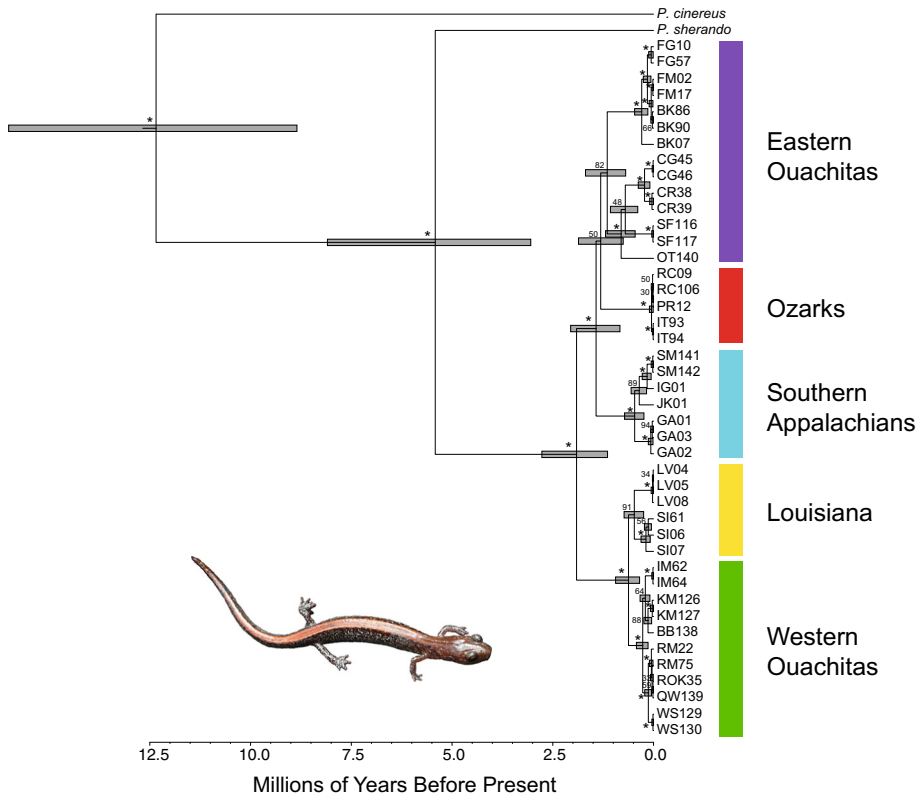 P. cinereus
P. sherando
*
FG10
FG57
*
FM02
FM17
*
*
BK86
BK90
66
BK07
82
CG45
CG46
*
CR38
CR39
*
48
SF116
SF117
*
50
OT140
Eastern
Ouachitas
50
RC09
30
RC106
*
PR12
IT93
IT94
*
Ozarks
*
SM141
SM142
*
IG01
89
JK01
*
94
GA01
GA03
*
GA02
Southern
Appalachians
*
34
LV04
LV05
*
LV08
91
56
SI61
SI06
*
SI07
Louisiana
*
IM62
IM64
*
64
KM126
KM127
88
BB138
*
RM22
RM75
*
ROK35
QW139
*
WS129
WS130
*
Western
Ouachitas
12.5 10.0 7.5 5.0 2.5 0.0
Millions of Years Before Present